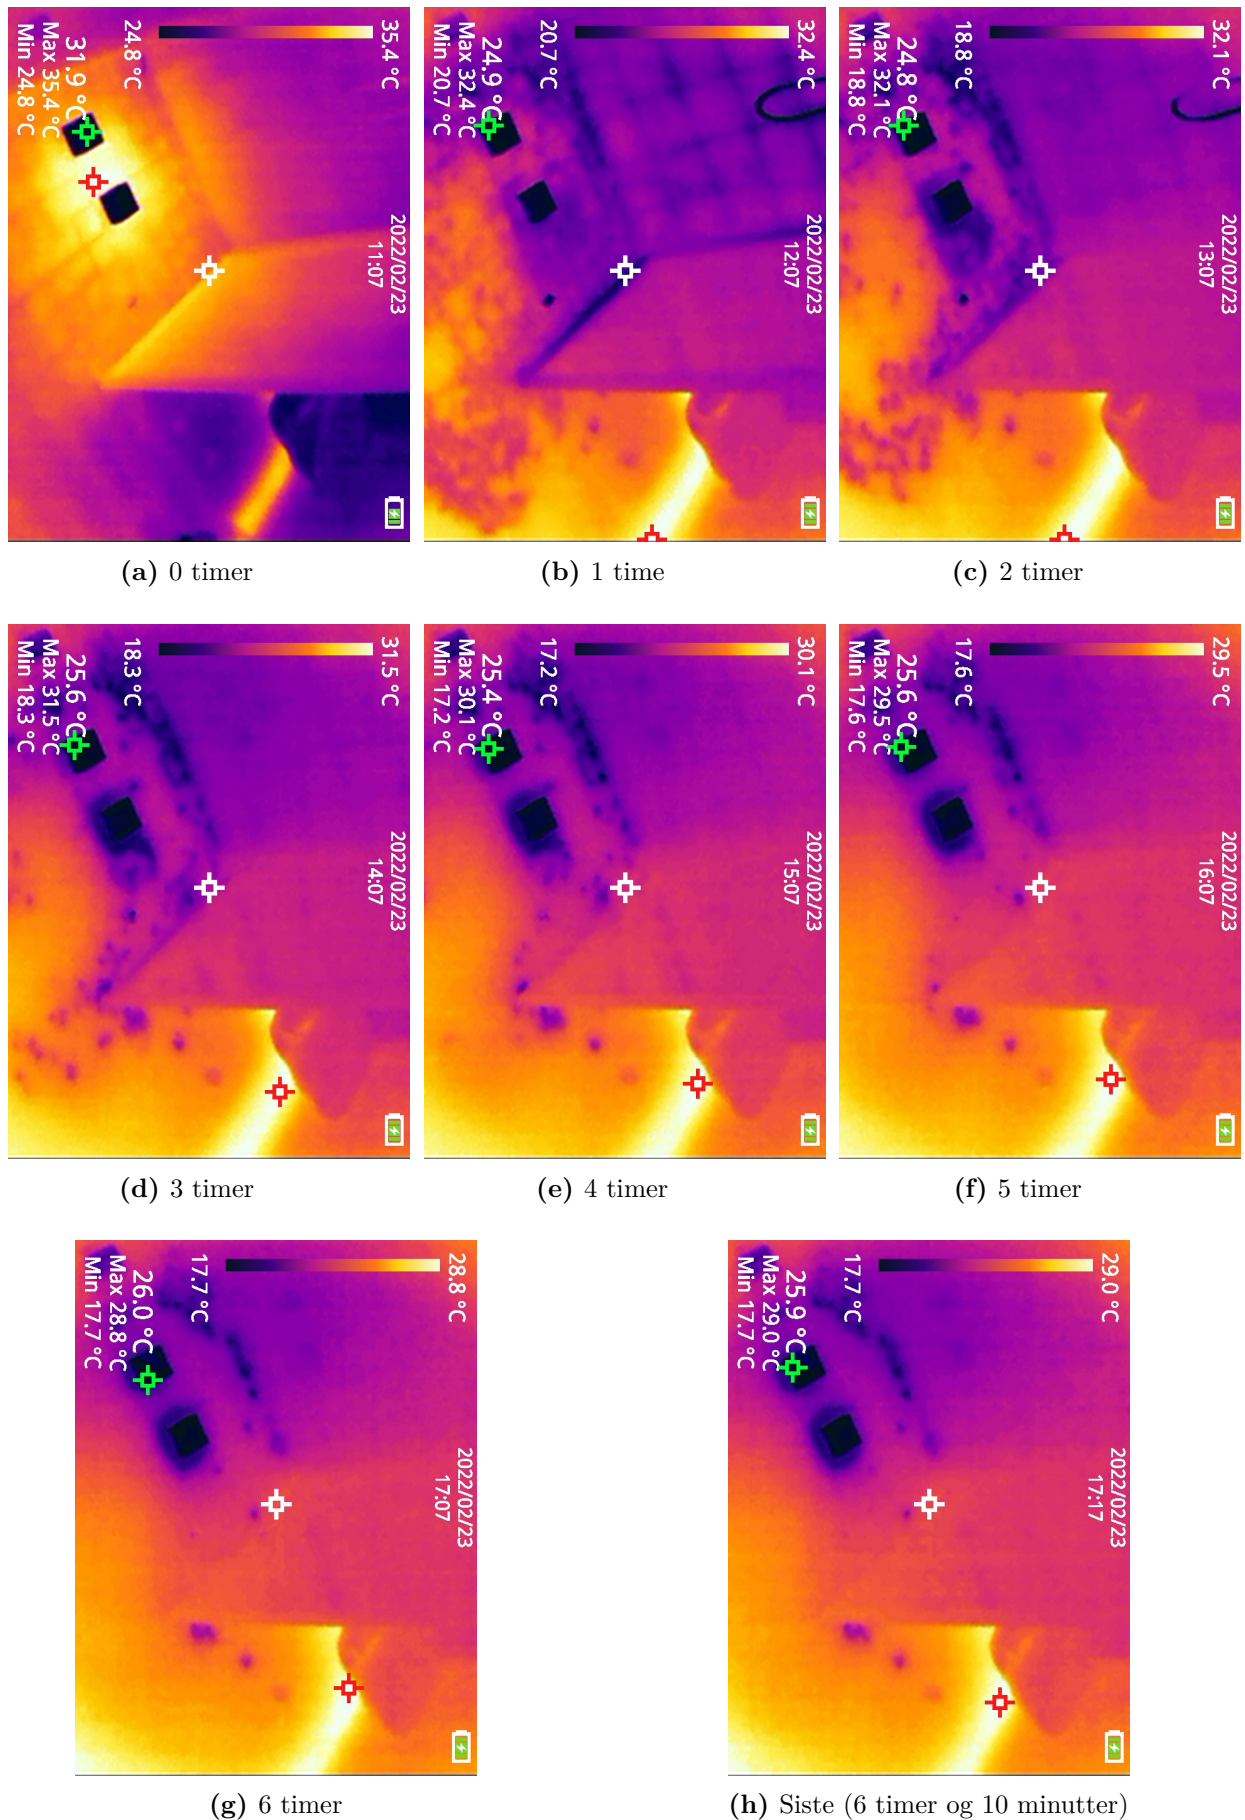 35.4 °C
24.8 °C
31.9 °C
Max 35.4 °C
Min 24.8 °C
2022/02/23
11:07
(a) 0 timer
32.4 °C
20.7 °C
24.9 °C
Max 32.4 °C
Min 20.7 °C
2022/02/23
12:07
(b) 1 time
32.1 °C
18.8 °C
24.8 °C
Max 32.1 °C
Min 18.8 °C
2022/02/23
13:07
(c) 2 timer
31.5 °C
18.3 °C
25.6 °C
Max 31.5 °C
Min 18.3 °C
2022/02/23
14:07
(d) 3 timer
30.1 °C
17.2 °C
25.4 °C
Max 30.1 °C
Min 17.2 °C
2022/02/23
15:07
(e) 4 timer
29.5 °C
17.6 °C
25.6 °C
Max 29.5 °C
Min 17.6 °C
2022/02/23
16:07
(f) 5 timer
28.8 °C
17.7 °C
26.0 °C
Max 28.8 °C
Min 17.7 °C
2022/02/23
17:07
(g) 6 timer
29.0 °C
17.7 °C
25.9 °C
Max 29.0 °C
Min 17.7 °C
2022/02/23
17:17
(h) Siste (6 timer og 10 minutter)